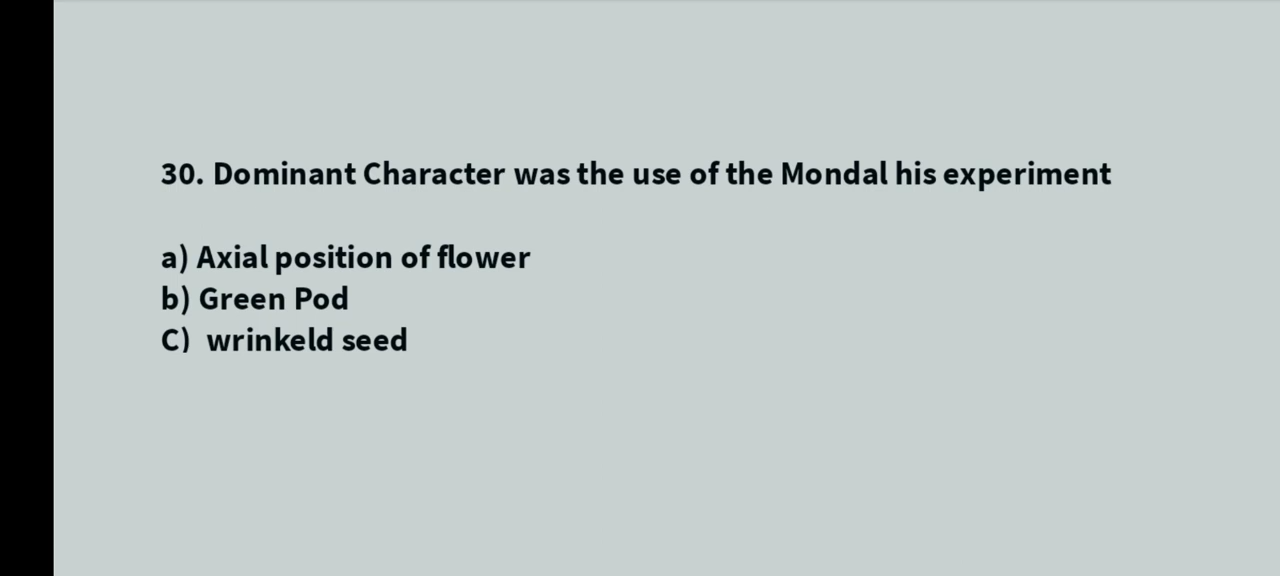 30. Dominant Character was the use of the Mondal his experiment
a) Axial position of flower
b) Green Pod
C) wrinkeld seed